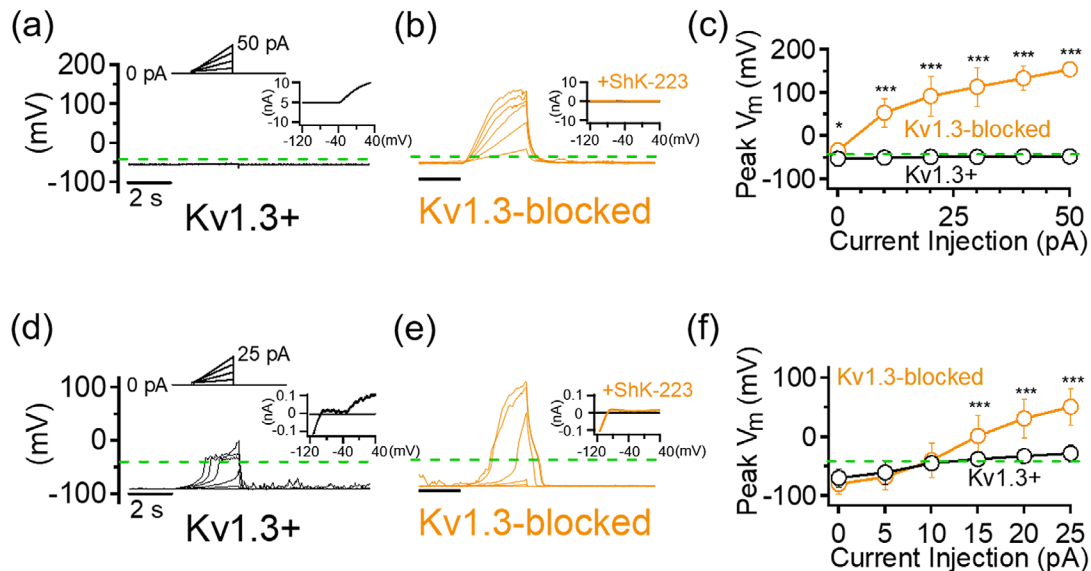 (a)
50 pA
0 pA
200
100
0
-100
(mV)
10
5
-10
(nA)
-120
-40
40
(mV)
2 s
Kv1.3+
(b)
+ShK-223
10
0
-10
(nA)
-120
-40
40
(mV)
Kv1.3-blocked
(c)
200
100
0
-100
Peak Vm (mV)
*
***
***
***
***
***
Kv1.3-blocked
Kv1.3+
0
25
50
Current Injection (pA)
(d)
25 pA
0 pA
100
0
-100
(mV)
0.1
0
-0.1
(nA)
-120
-40
40
(mV)
2 s
Kv1.3+
(e)
+ShK-223
0.1
0
-0.1
(nA)
-120
-40
40
(mV)
Kv1.3-blocked
(f)
100
0
-100
Peak Vm (mV)
Kv1.3-blocked
***
***
***
Kv1.3+
0
5
10
15
20
25
Current Injection (pA)